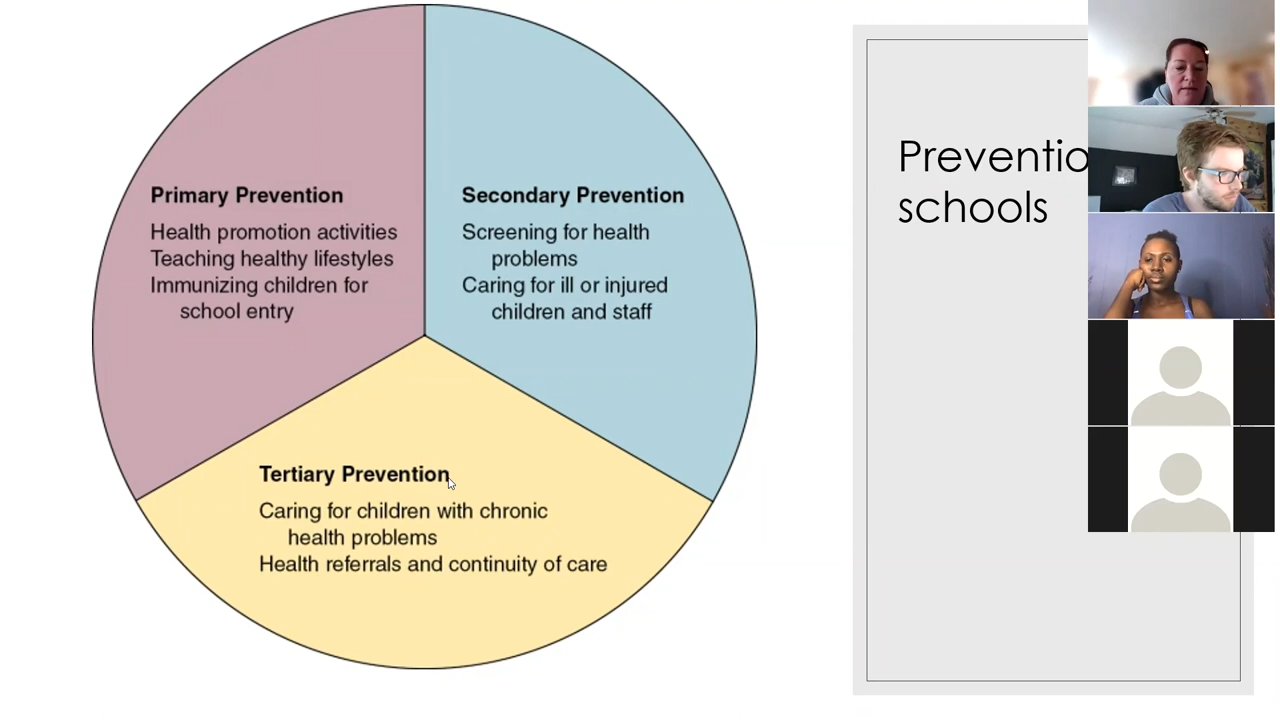 Primary Prevention
Health promotion activities
Teaching healthy lifestyles
Immunizing children for
school entry
Secondary Prevention
Screening for health
problems
Caring for ill or injured
children and staff
Tertiary Prevention
Caring for children with chronic
health problems
Health referrals and continuity of care
schools